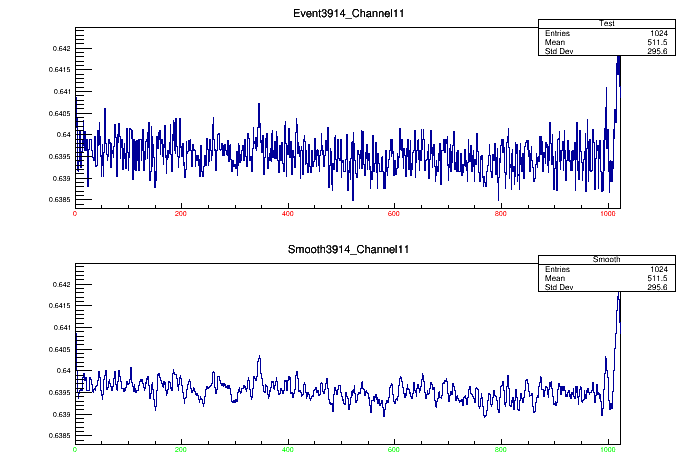 Event3914_Channel11
Test
Entries 1024
Mean 511.5
Std Dev 295.6
0.642
0.6415
0.641
0.6405
0.64
0.6395
0.639
0.6385
0 200 400 600 800 1000
Smooth3914_Channel11
Smooth
Entries 1024
Mean 511.5
Std Dev 295.6
0.642
0.6415
0.641
0.6405
0.64
0.6395
0.639
0.6385
0 200 400 600 800 1000